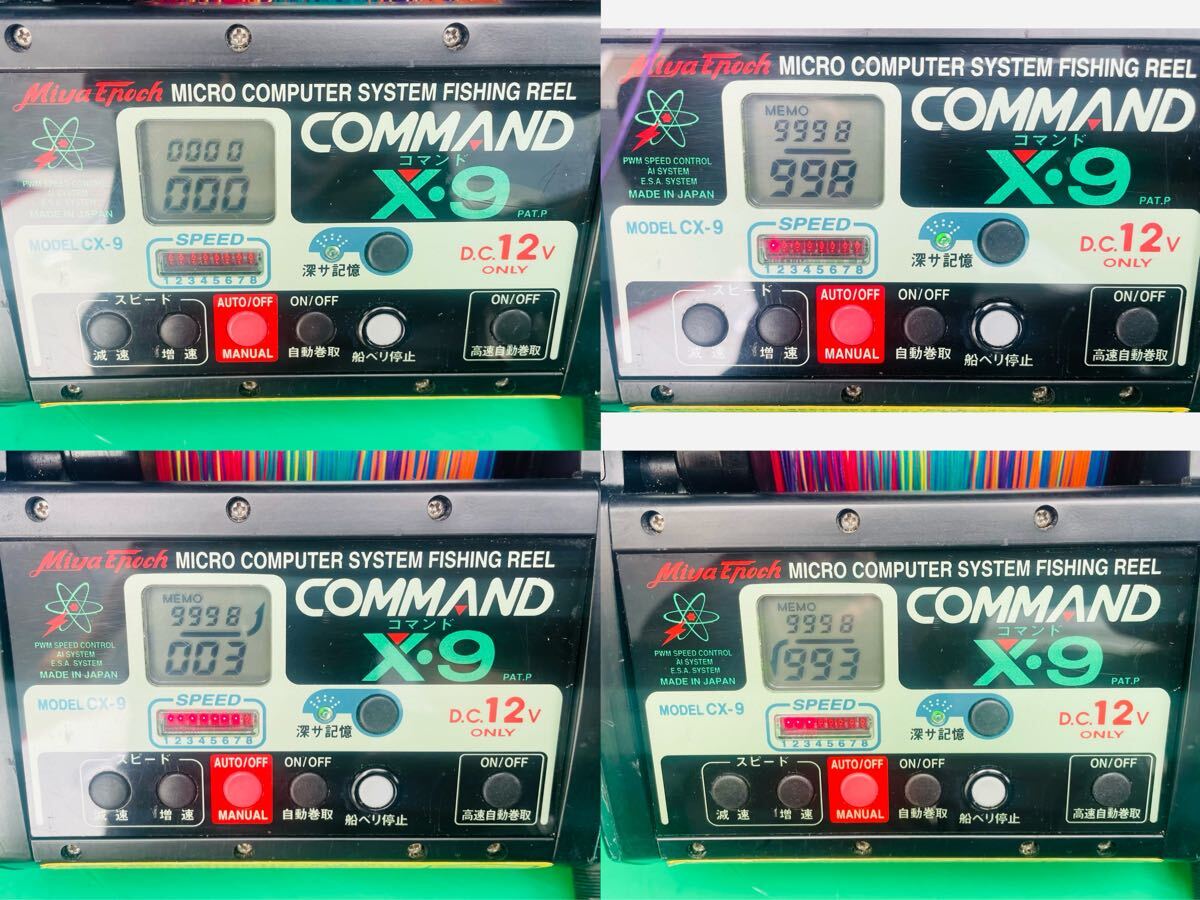 Miya Epoch MICRO COMPUTER SYSTEM FISHING REEL
COMMAND
コマンド
X・9
PAT.P
0000
000
PWM SPEED CONTROL
AI SYSTEM
E.S.A. SYSTEM
MADE IN JAPAN
MODEL CX-9
SPEED
12345678
深サ記憶
D.C.12V
ONLY
スピード
減速
増速
AUTO/OFF
MANUAL
ON/OFF
自動巻取
船ベリ停止
ON/OFF
高速自動巻取
Miya Epoch MICRO COMPUTER SYSTEM FISHING REEL
COMMAND
コマンド
X・9
PAT.P
MEMO
9998
998
PWM SPEED CONTROL
AI SYSTEM
E.S.A. SYSTEM
MADE IN JAPAN
MODEL CX-9
SPEED
12345678
深サ記憶
D.C.12V
ONLY
スピード
減速
増速
AUTO/OFF
MANUAL
ON/OFF
自動巻取
船ベリ停止
ON/OFF
高速自動巻取
Miya Epoch MICRO COMPUTER SYSTEM FISHING REEL
COMMAND
コマンド
X・9
PAT.P
MEMO
9998
003
PWM SPEED CONTROL
AI SYSTEM
E.S.A. SYSTEM
MADE IN JAPAN
MODEL CX-9
SPEED
12345678
深サ記憶
D.C.12V
ONLY
スピード
減速
増速
AUTO/OFF
MANUAL
ON/OFF
自動巻取
船ベリ停止
ON/OFF
高速自動巻取
Miya Epoch MICRO COMPUTER SYSTEM FISHING REEL
COMMAND
コマンド
X・9
PAT.P
MEMO
9998
993
PWM SPEED CONTROL
AI SYSTEM
E.S.A. SYSTEM
MADE IN JAPAN
MODEL CX-9
SPEED
12345678
深サ記憶
D.C.12V
ONLY
スピード
減速
増速
AUTO/OFF
MANUAL
ON/OFF
自動巻取
船ベリ停止
ON/OFF
高速自動巻取